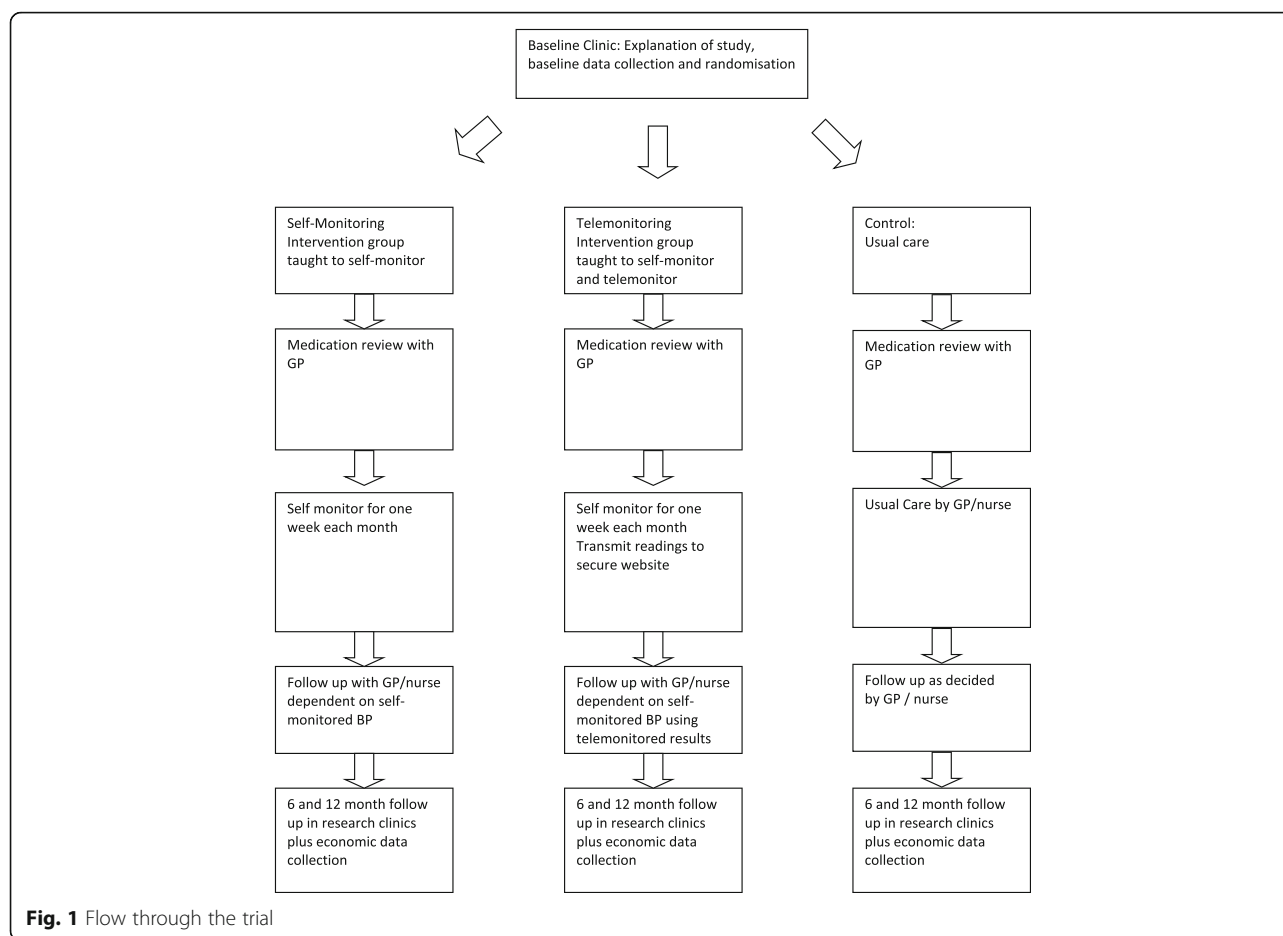 Baseline Clinic: Explanation of study,
baseline data collection and randomisation
Self-Monitoring
Intervention group
taught to self-monitor
Telemonitoring
Intervention group
taught to self-monitor
and telemonitor
Control:
Usual care
Medication review with
GP
Medication review with
GP
Medication review with
GP
Self monitor for one
week each month
Self monitor for one
week each month
Transmit readings to
secure website
Usual Care by GP/nurse
Follow up with GP/nurse
dependent on self-
monitored BP
Follow up with GP/nurse
dependent on self-
monitored BP using
telemonitored results
Follow up as decided
by GP / nurse
6 and 12 month follow
up in research clinics
plus economic data
collection
6 and 12 month follow
up in research clinics
plus economic data
collection
6 and 12 month follow
up in research clinics
plus economic data
collection
Fig. 1 Flow through the trial